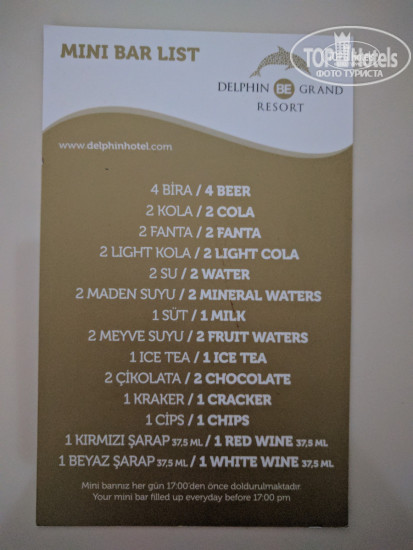 MINI BAR LIST
TOPHotels
ФОТО ТУРИСТА
DELPHIN BE GRAND
RESORT
www.delphinhotel.com
4 BİRA / 4 BEER
2 KOLA / 2 COLA
2 FANTA / 2 FANTA
2 LIGHT KOLA / 2 LIGHT COLA
2 SU / 2 WATER
2 MADEN SUYU / 2 MINERAL WATERS
1 SÜT / 1 MILK
2 MEYVE SUYU / 2 FRUIT WATERS
1 ICE TEA / 1 ICE TEA
2 ÇİKOLATA / 2 CHOCOLATE
1 KRAKER / 1 CRACKER
1 CİPS / 1 CHIPS
1 KIRMIZI ŞARAP 37,5 ML / 1 RED WINE 37,5 ML
1 BEYAZ ŞARAP 37,5 ML / 1 WHITE WINE 37,5 ML
Mini barınız her gün 17:00'den önce doldurulmaktadır.
Your mini bar filled up everyday before 17:00 pm